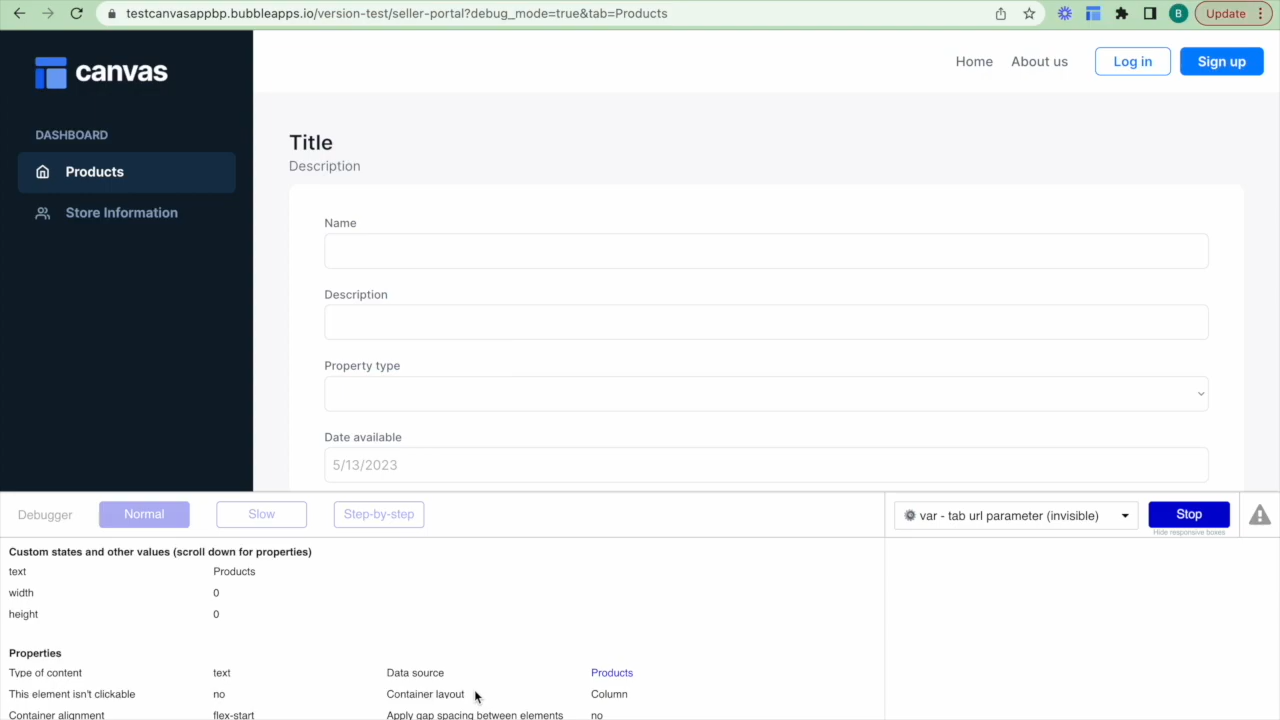 testcanvasappbp.bubbleapps.io/version-test/seller-portal?debug_mode=true&tab=Products
B
Update
canvas
Home About us Log in Sign up
DASHBOARD
Products
Store Information
Title
Description
Name
Description
Property type
Date available
5/13/2023
Debugger Normal Slow Step-by-step var - tab url parameter (invisible) Stop
Hide responsive boxes
Custom states and other values (scroll down for properties)
text Products
width 0
height 0
Properties
Type of content text Data source Products
This element isn't clickable no Container layout Column
Container alignment flex-start Apply gap spacing between elements no